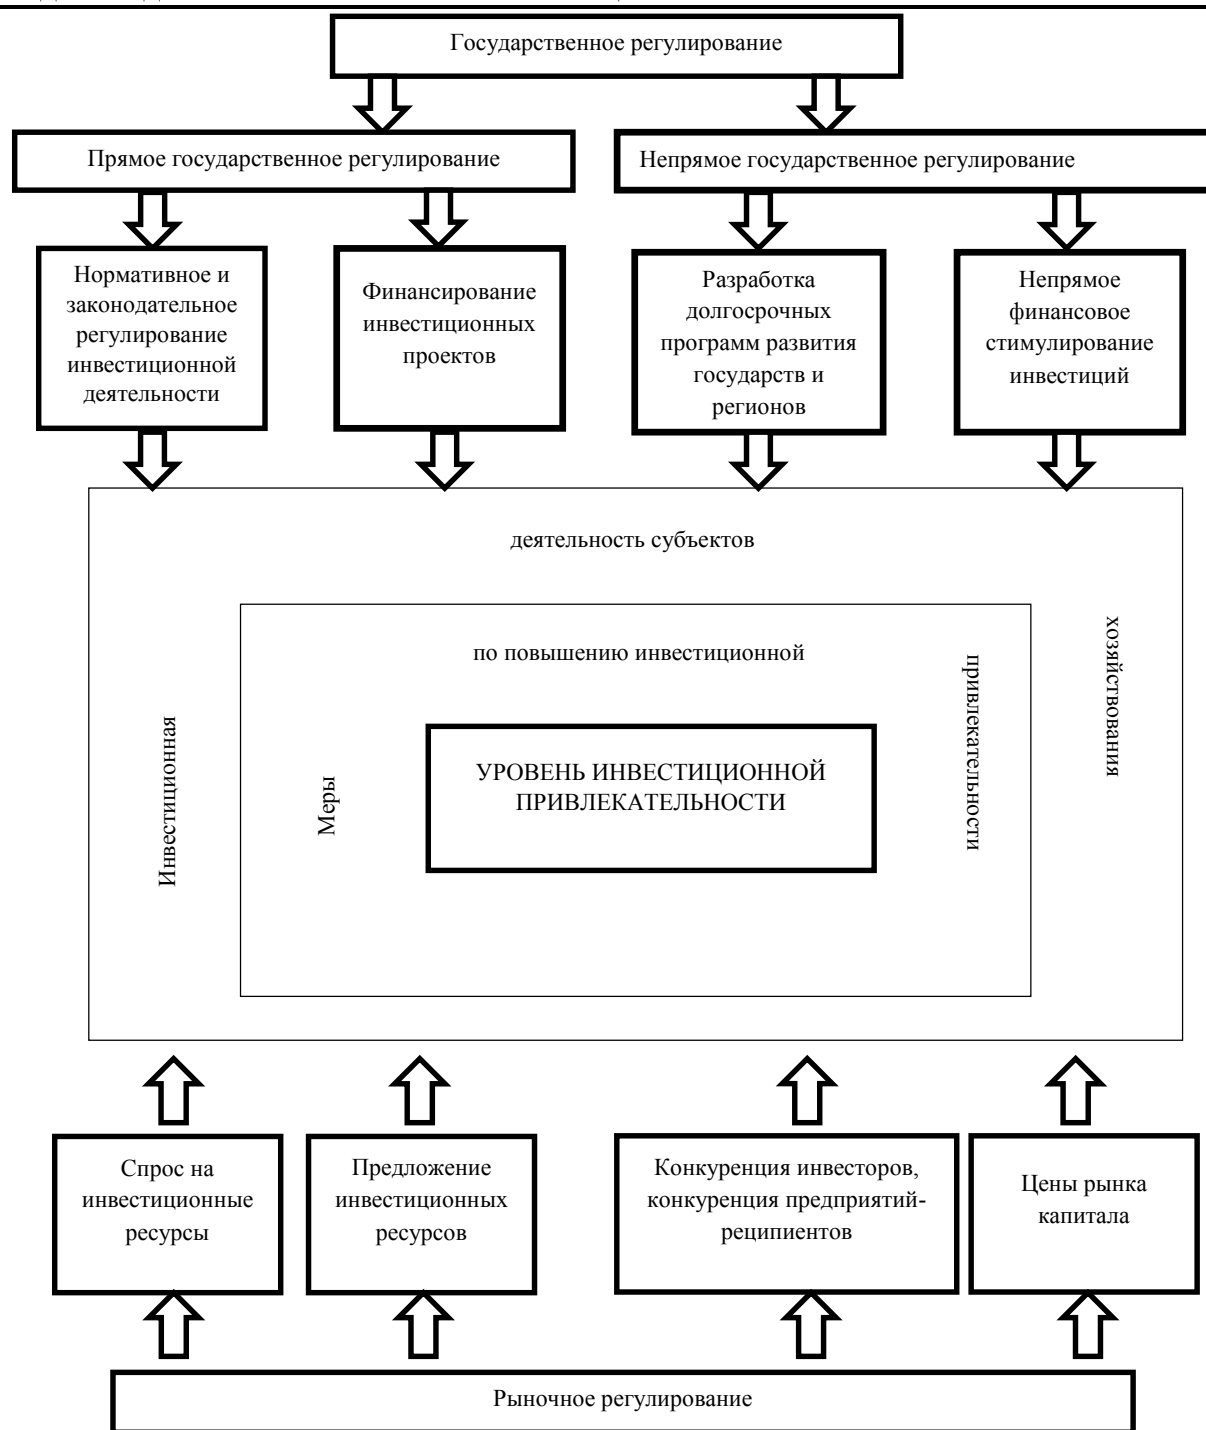 Государственное регулирование
Прямое государственное регулирование
Непрямое государственное регулирование
Нормативное и
законодательное
регулирование
инвестиционной
деятельности
Финансирование
инвестиционных
проектов
Разработка
долгосрочных
программ развития
государств и
регионов
Непрямое
финансовое
стимулирование
инвестиций
Инвестиционная
деятельность субъектов
хозяйствования
Меры
по повышению инвестиционной
привлекательности
УРОВЕНЬ ИНВЕСТИЦИОННОЙ
ПРИВЛЕКАТЕЛЬНОСТИ
Спрос на
инвестиционные
ресурсы
Предложение
инвестиционных
ресурсов
Конкуренция инвесторов,
конкуренция предприятий-
реципиентов
Цены рынка
капитала
Рыночное регулирование